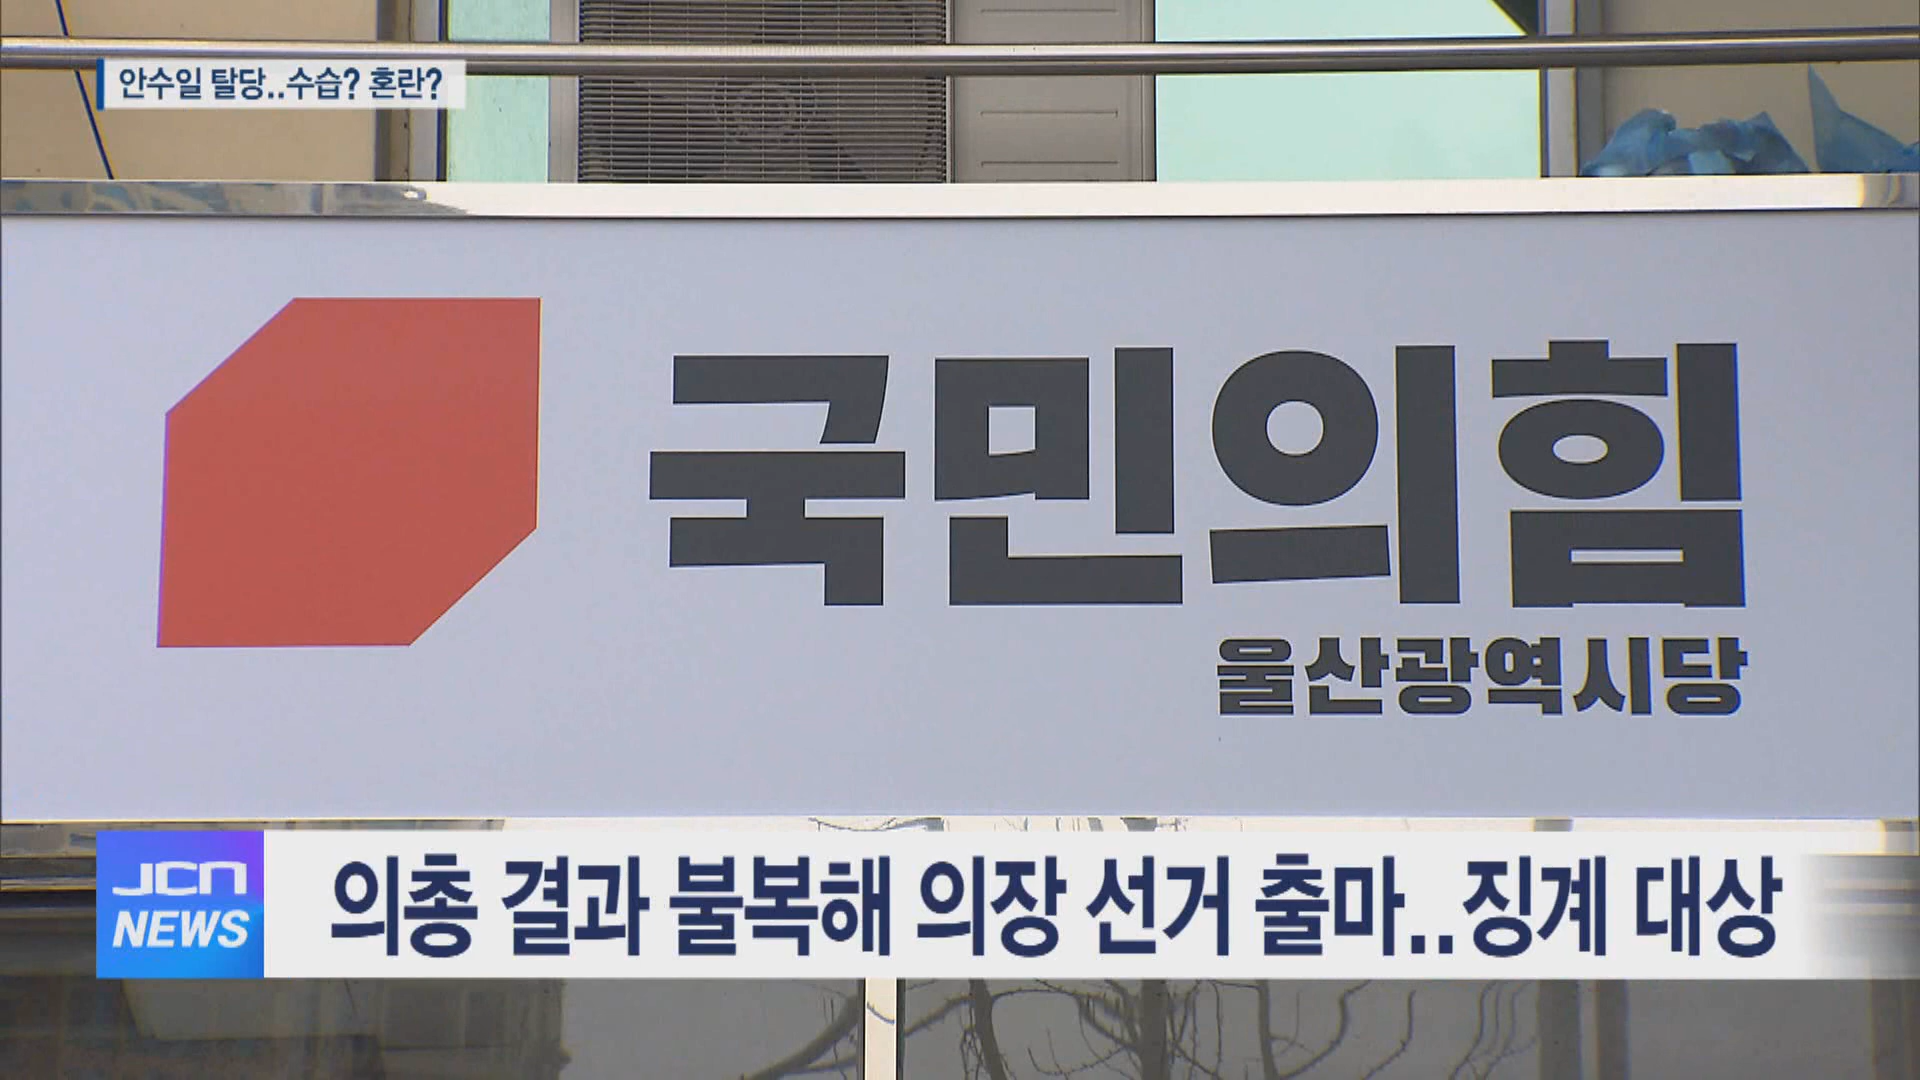 안수일 탈당..수습? 혼란?
국민의힘
울산광역시당
JCN
NEWS
의총 결과 불복해 의장 선거 출마..징계 대상